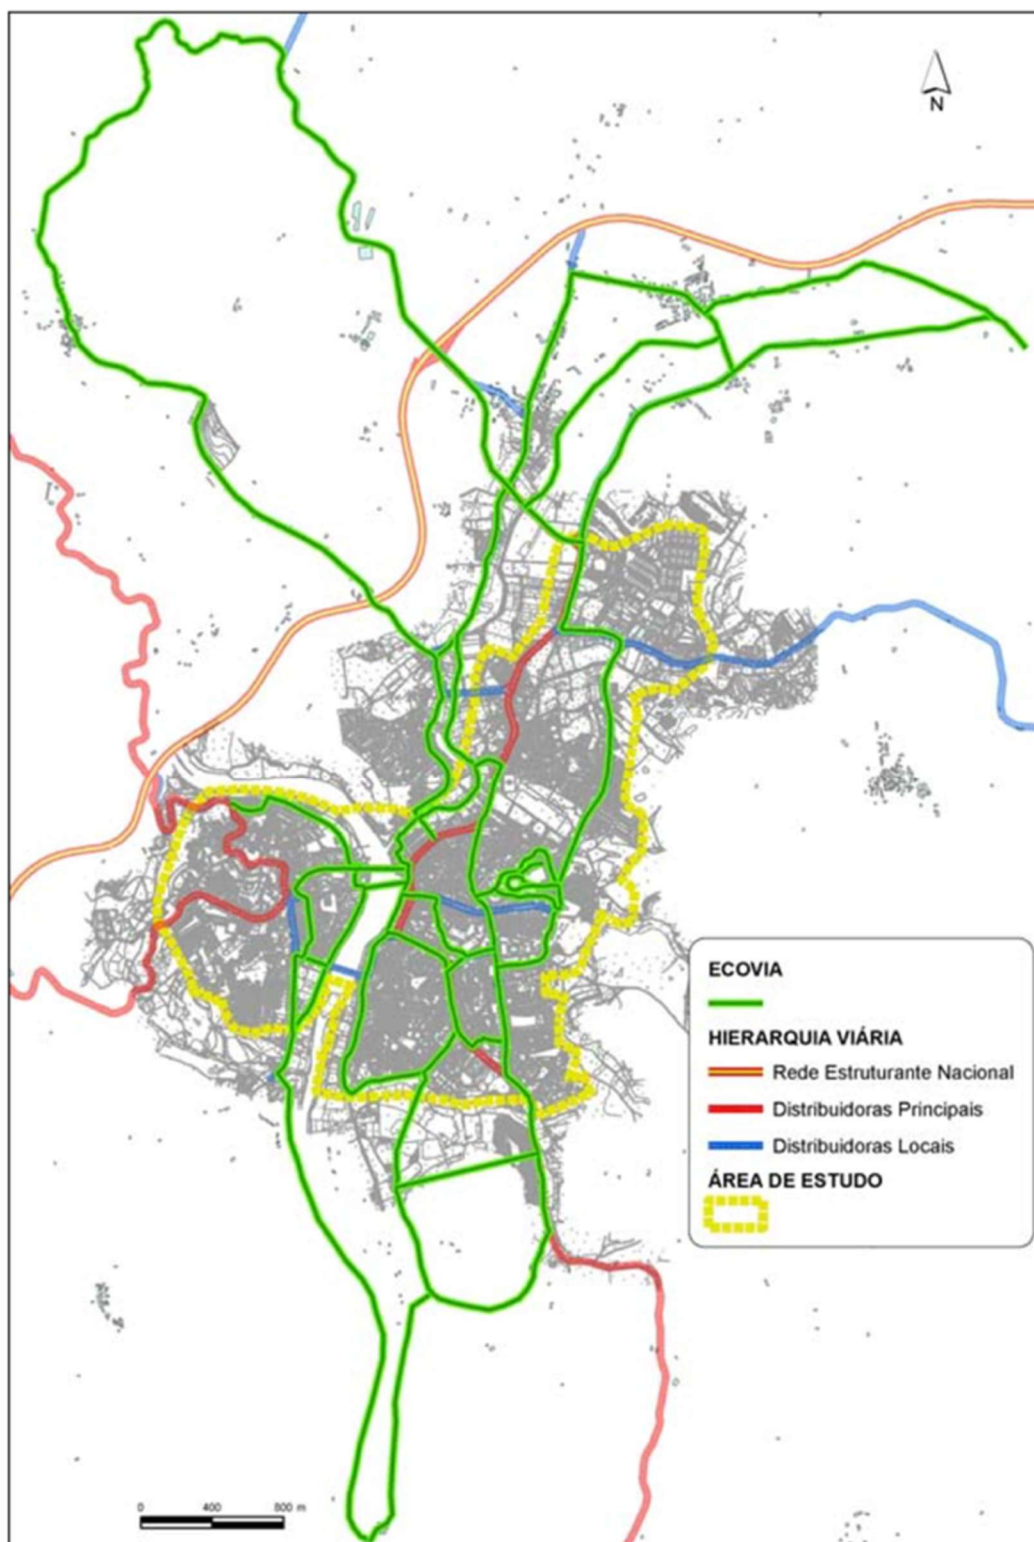 N
ECOVIA
HIERARQUIA VIÁRIA
Rede Estruturante Nacional
Distribuidoras Principais
Distribuidoras Locais
ÁREA DE ESTUDO
0 400 800 m